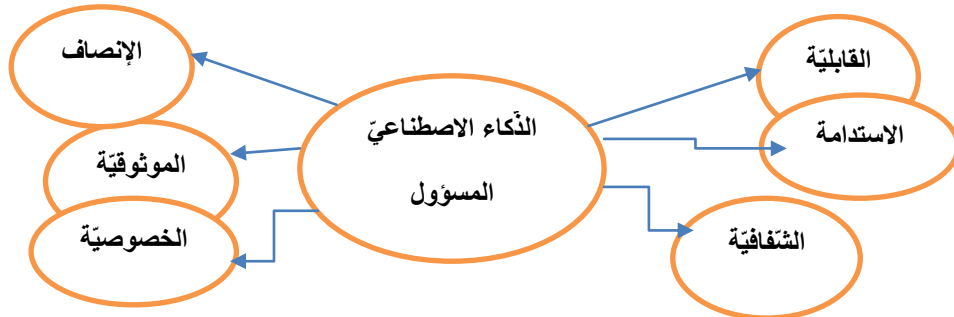 الإنصاف
القابليّة
الذّكاء الاصطناعيّ
المسؤول
الاستدامة
الموثوقيّة
الخصوصيّة
الشّفافيّة